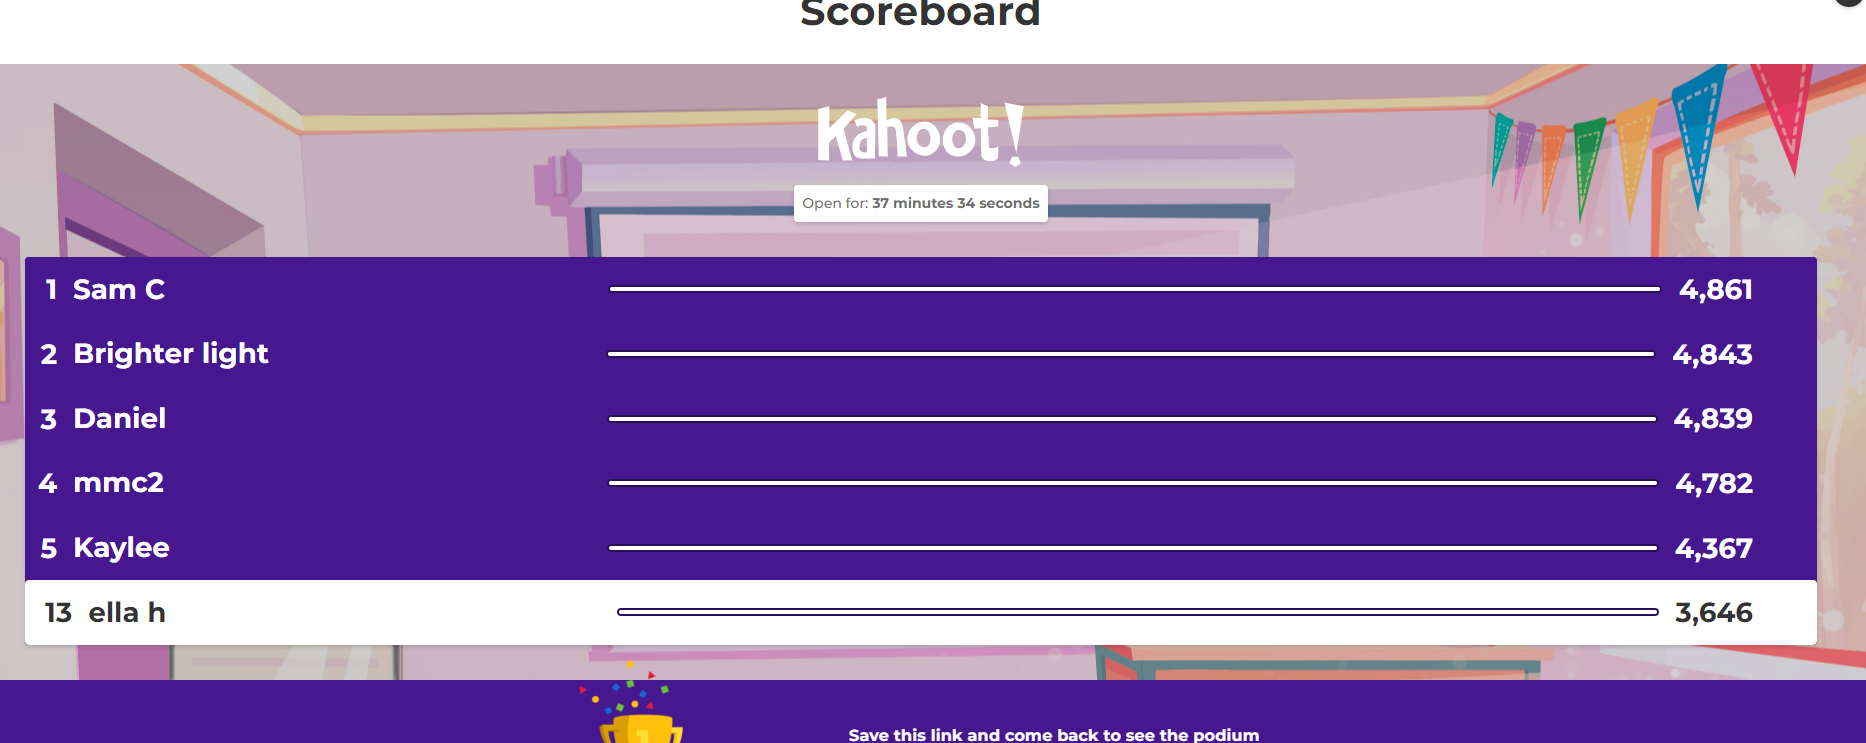 Scoreboard
Kahoot!
Open for: 37 minutes 34 seconds
1 Sam C 4,861
2 Brighter light 4,843
3 Daniel 4,839
4 mmc2 4,782
5 Kaylee 4,367
13 ella h 3,646
1
Save this link and come back to see the podium